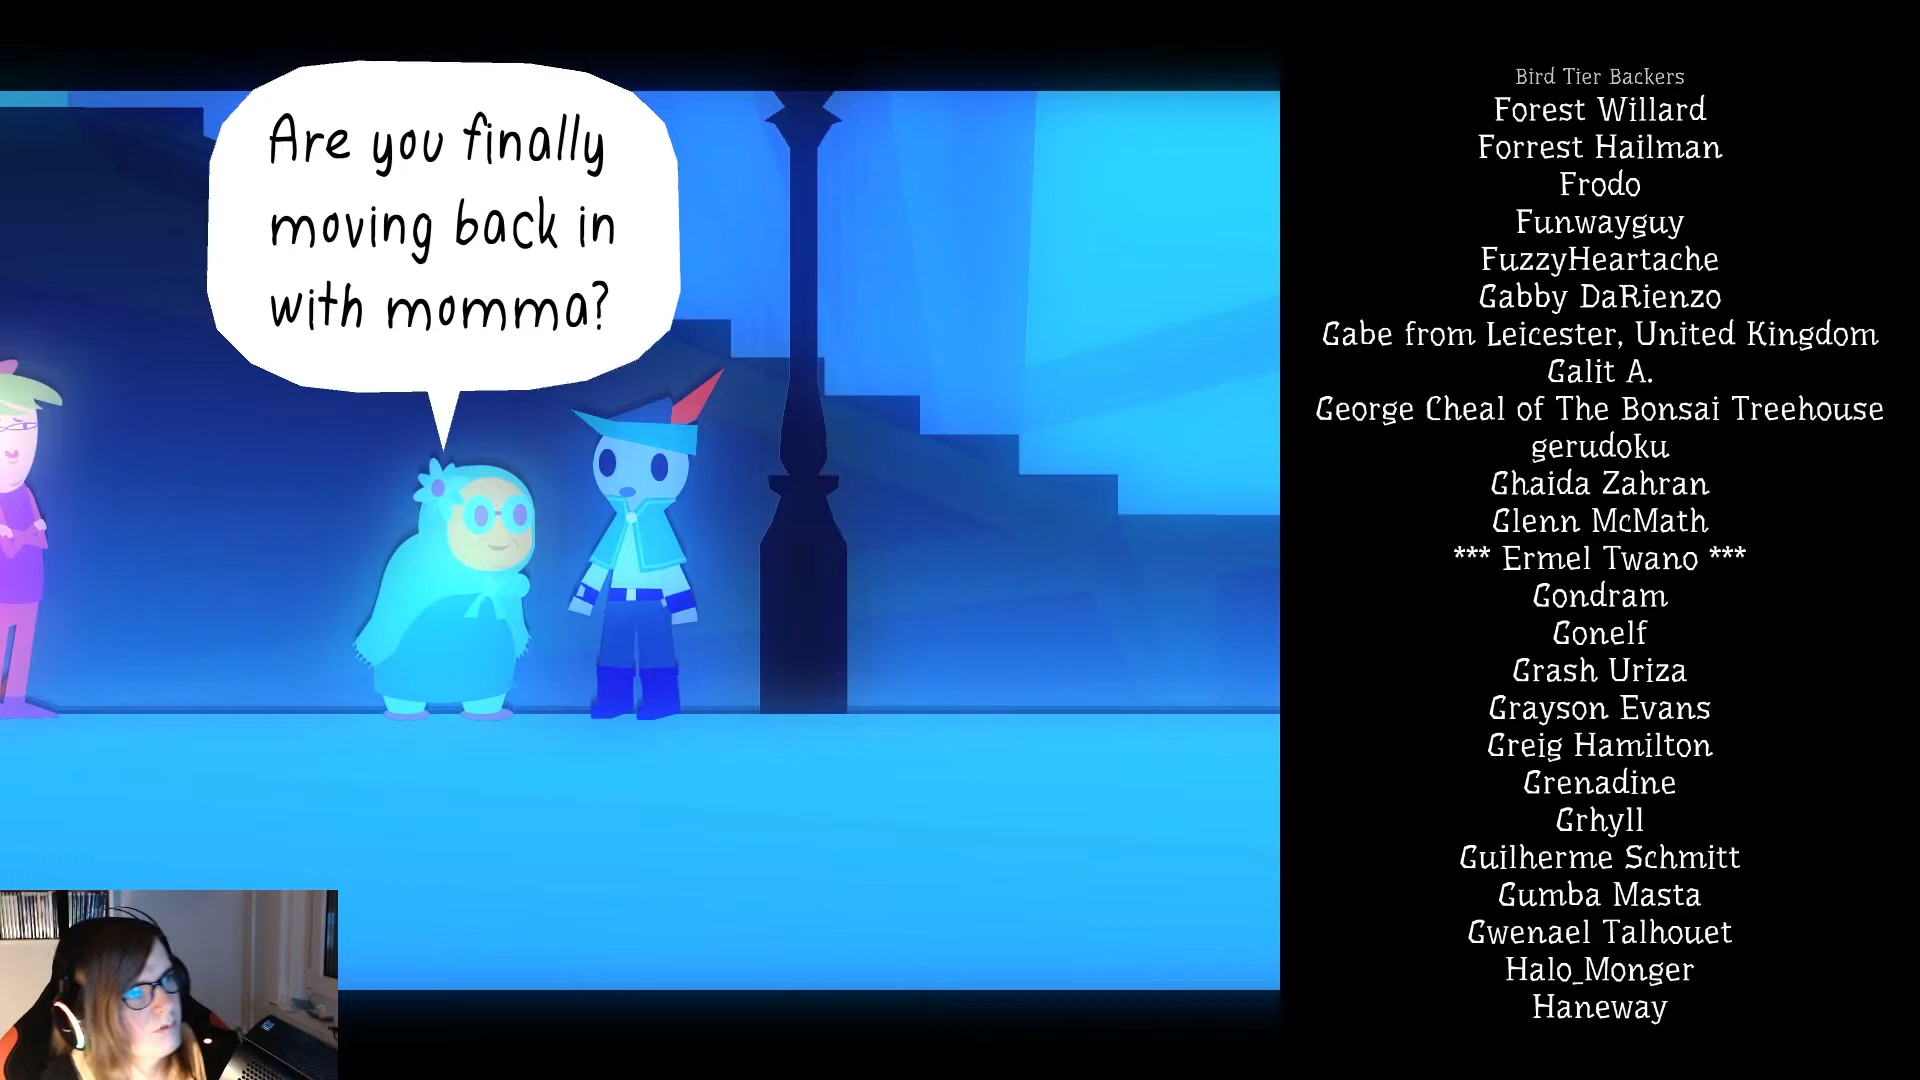 Are you finally
moving back in
with momma?
Bird Tier Backers
Forest Willard
Forrest Hailman
Frodo
Funwayguy
FuzzyHeartache
Gabby DaRienzo
Gabe from Leicester, United Kingdom
Galit A.
George Cheal of The Bonsai Treehouse
gerudoku
Ghaida Zahran
Glenn McMath
*** Ermel Twano ***
Gondram
Gonelf
Grash Uriza
Grayson Evans
Greig Hamilton
Grenadine
Grhyll
Guilherme Schmitt
Gumba Masta
Gwenael Talhouet
Halo_Monger
Haneway